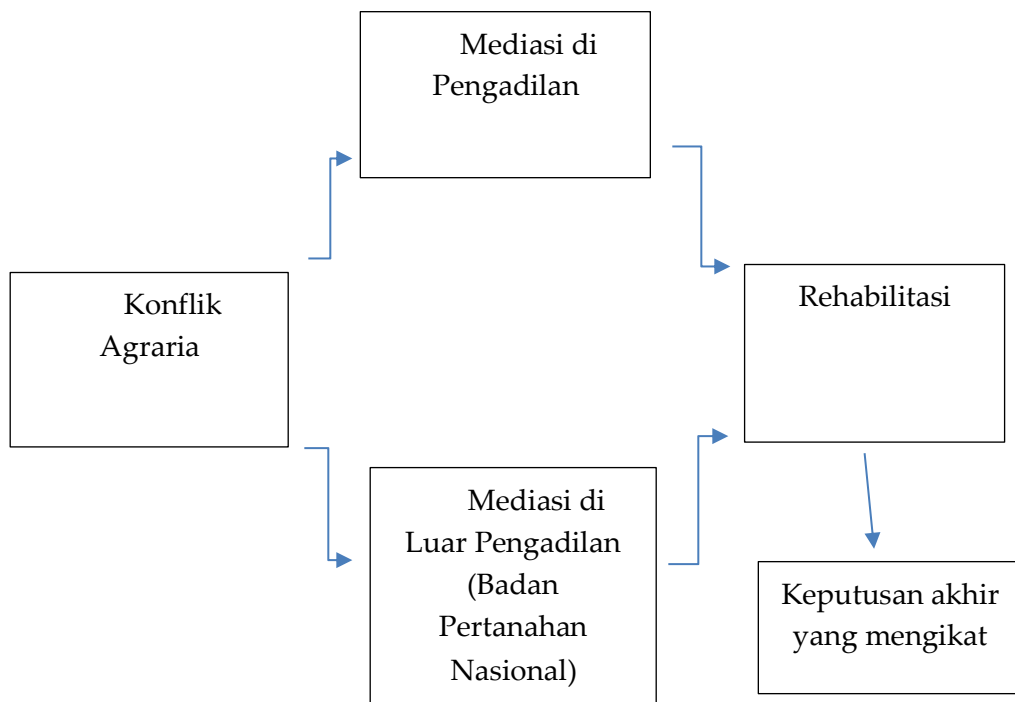 Mediasi di
Pengadilan
Konflik
Agraria
Rehabilitasi
Mediasi di
Luar Pengadilan
(Badan
Pertanahan
Nasional)
Keputusan akhir
yang mengikat